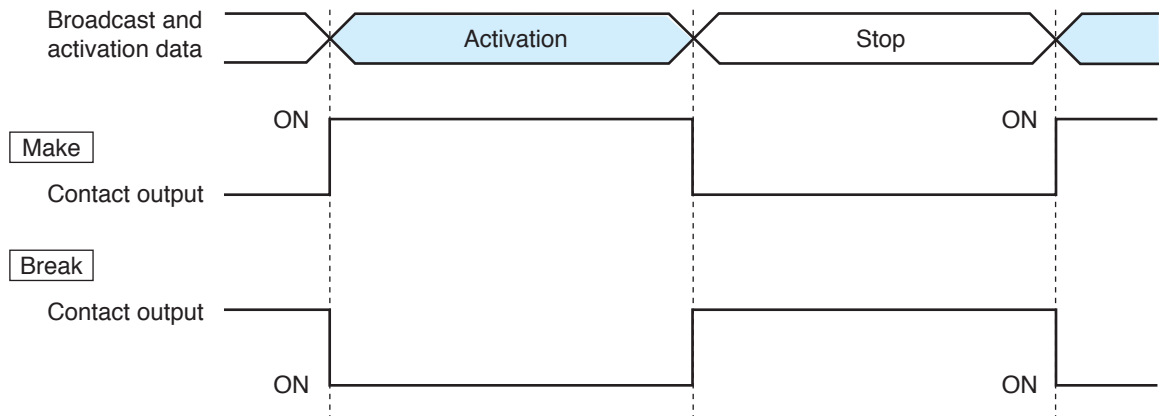 Broadcast and
activation data
Activation
Stop
ON
ON
Make
Contact output
Break
Contact output
ON
ON